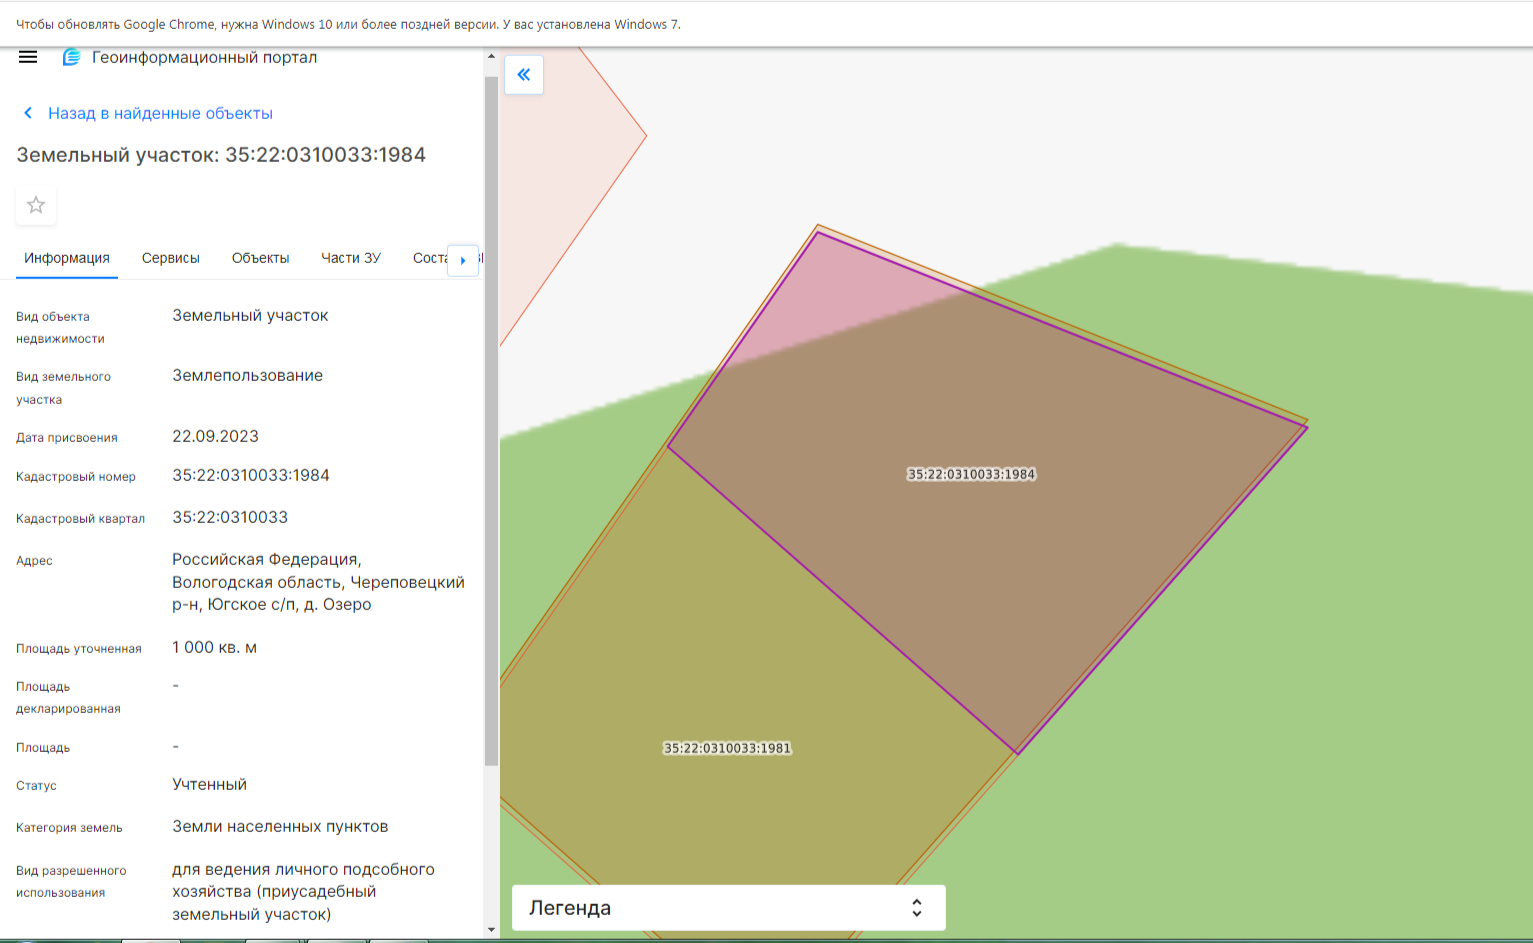 Чтобы обновлять Google Chrome, нужна Windows 10 или более поздней версии. У вас установлена Windows 7.
Геоинформационный портал
Назад в найденные объекты
Земельный участок: 35:22:0310033:1984
Информация Сервисы Объекты Части ЗУ
Вид объекта
недвижимости
Земельный участок
Вид земельного
участка
Землепользование
Дата присвоения
22.09.2023
Кадастровый номер
35:22:0310033:1984
Кадастровый квартал
35:22:0310033
Адрес
Российская Федерация,
Вологодская область, Череповецкий
р-н, Югское с/п, д. Озеро
Площадь уточненная
1 000 кв. м
Площадь
декларированная
-
Площадь
-
Статус
Учтенный
Категория земель
Земли населенных пунктов
Вид разрешенного
использования
для ведения личного подсобного
хозяйства (приусадебный
земельный участок)
35:22:0310033:1984
35:22:0310033:1981
Легенда